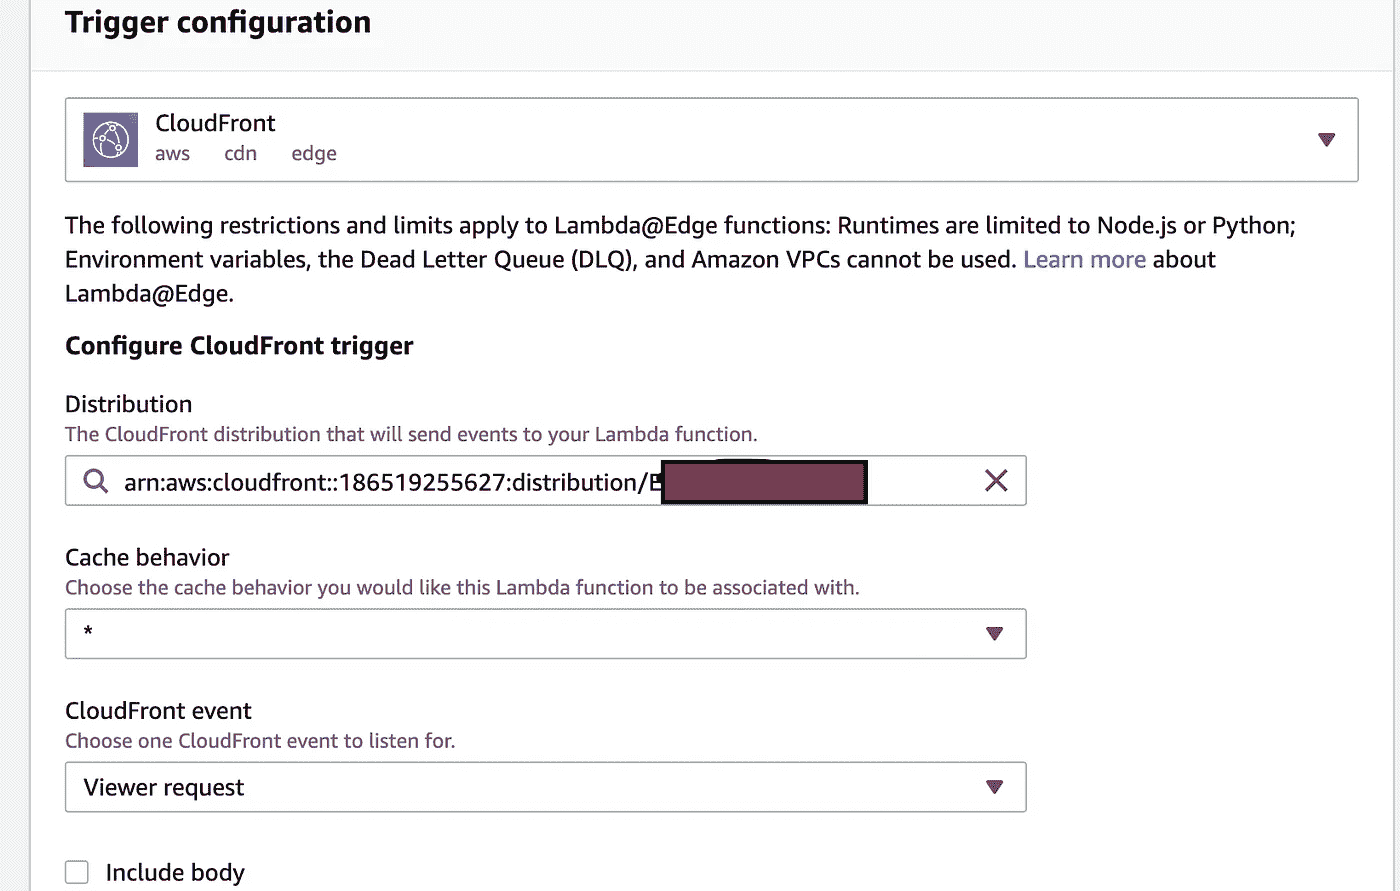 Trigger configuration
CloudFront
aws cdn edge
The following restrictions and limits apply to Lambda@Edge functions: Runtimes are limited to Node.js or Python;
Environment variables, the Dead Letter Queue (DLQ), and Amazon VPCs cannot be used. Learn more about
Lambda@Edge.
Configure CloudFront trigger
Distribution
The CloudFront distribution that will send events to your Lambda function.
arn:aws:cloudfront::186519255627:distribution/E
Cache behavior
Choose the cache behavior you would like this Lambda function to be associated with.
*
CloudFront event
Choose one CloudFront event to listen for.
Viewer request
Include body